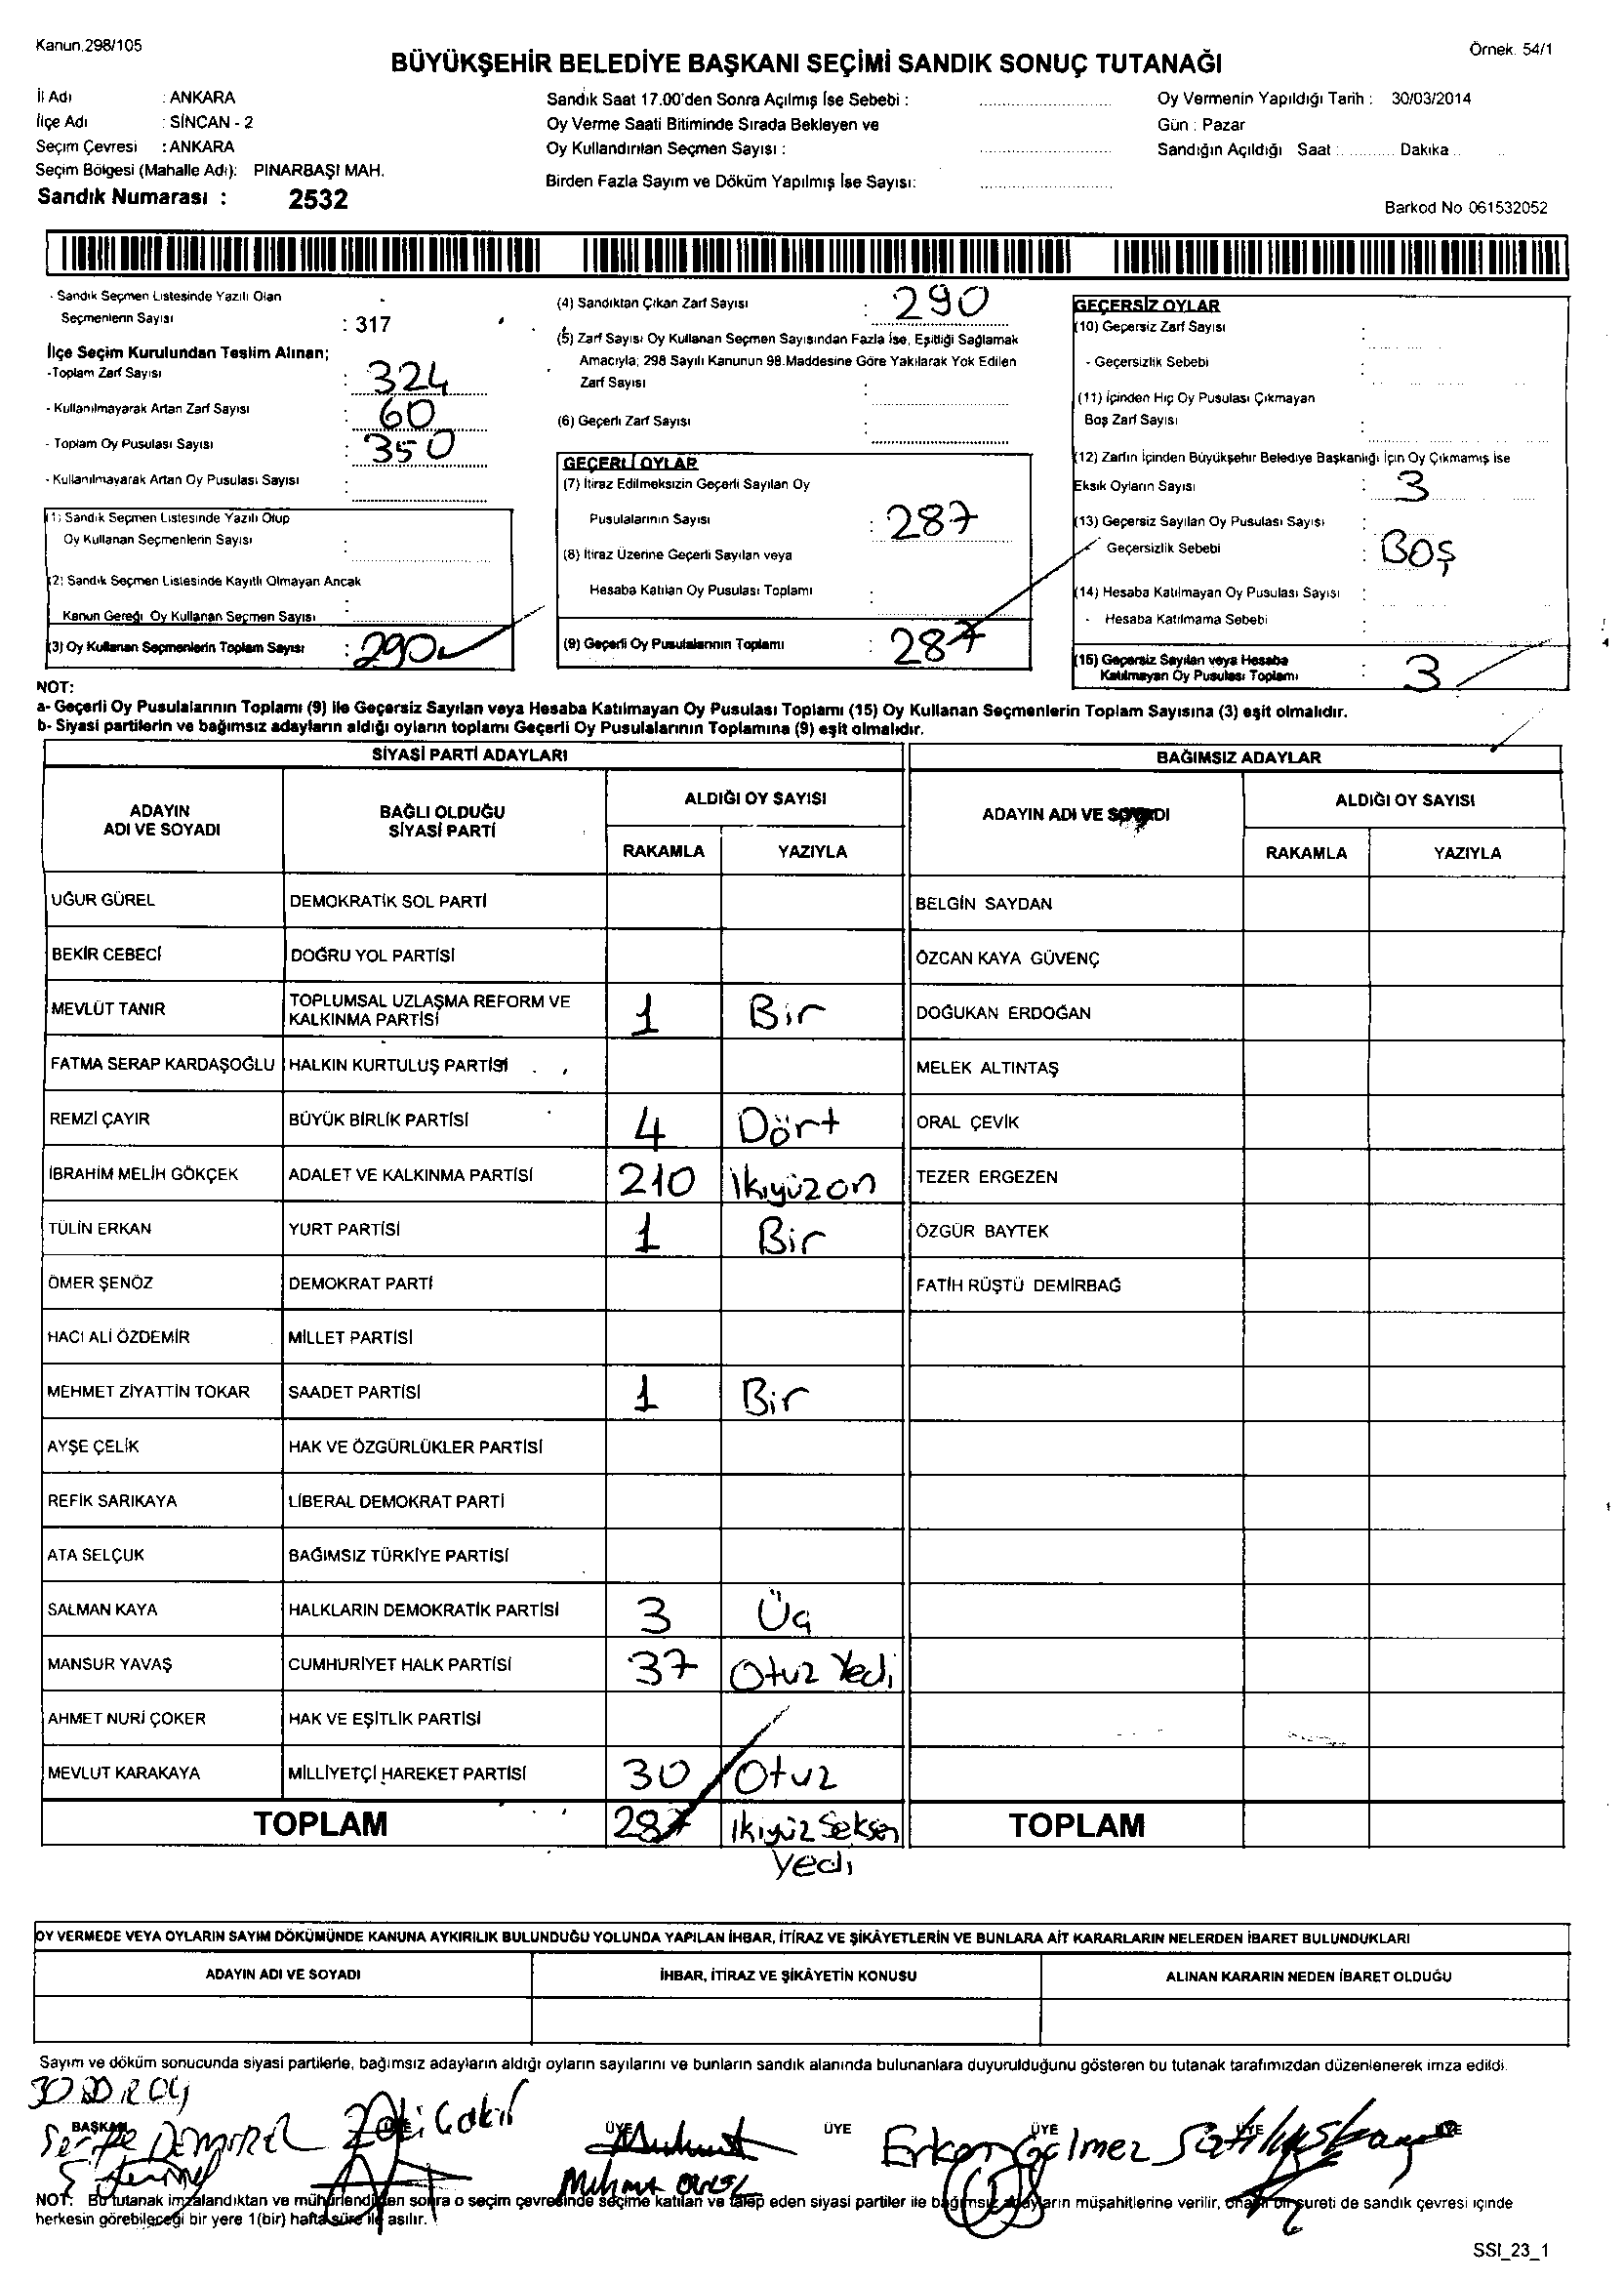 Kanun.298/105
Örnek. 54/1
BÜYÜKŞEHİR BELEDİYE BAŞKANI SEÇİMİ SANDIK SONUÇ TUTANAĞI
İl Adı : ANKARA
İlçe Adı : SİNCAN - 2
Seçim Çevresi : ANKARA
Seçim Bölgesi (Mahalle Adı): PINARBAŞI MAH.
Sandık Numarası : 2532
Sandık Saat 17.00'den Sonra Açılmış İse Sebebi :
Oy Verme Saati Bitiminde Sırada Bekleyen ve
Oy Kullandırılan Seçmen Sayısı :
Birden Fazla Sayım ve Döküm Yapılmış İse Sayısı:
Oy Vermenin Yapıldığı Tarih : 30/03/2014
Gün : Pazar
Sandığın Açıldığı Saat : Dakika
Barkod No 061532052
- Sandık Seçmen Listesinde Yazılı Olan
Seçmenlerin Sayısı : 317
İlçe Seçim Kurulundan Teslim Alınan;
-Toplam Zarf Sayısı : 324
- Kullanılmayarak Artan Zarf Sayısı : 60
- Toplam Oy Pusulası Sayısı : 350
- Kullanılmayarak Artan Oy Pusulası Sayısı :
(1) Sandık Seçmen Listesinde Yazılı Olup
Oy Kullanan Seçmenlerin Sayısı :
(2) Sandık Seçmen Listesinde Kayıtlı Olmayan Ancak
Kanun Gereği Oy Kullanan Seçmen Sayısı :
(3) Oy Kullanan Seçmenlerin Toplam Sayısı : 290
(4) Sandıktan Çıkan Zarf Sayısı : 290
(5) Zarf Sayısı Oy Kullanan Seçmen Sayısından Fazla İse, Eşitliği Sağlamak
Amacıyla; 298 Sayılı Kanunun 98.Maddesine Göre Yakılarak Yok Edilen
Zarf Sayısı :
(6) Geçerli Zarf Sayısı :
GEÇERLİ OYLAR
(7) İtiraz Edilmeksizin Geçerli Sayılan Oy
Pusulalarının Sayısı : 287
(8) İtiraz Üzerine Geçerli Sayılan veya
Hesaba Katılan Oy Pusulası Toplamı :
(9) Geçerli Oy Pusulalarının Toplamı : 287
GEÇERSİZ OYLAR
(10) Geçersiz Zarf Sayısı :
- Geçersizlik Sebebi :
(11) İçinden Hiç Oy Pusulası Çıkmayan
Boş Zarf Sayısı :
(12) Zarfın İçinden Büyükşehir Belediye Başkanlığı İçin Oy Çıkmamış İse
Eksik Oyların Sayısı : 3
(13) Geçersiz Sayılan Oy Pusulası Sayısı :
Geçersizlik Sebebi : BOŞ
(14) Hesaba Katılmayan Oy Pusulası Sayısı :
- Hesaba Katılmama Sebebi :
(15) Geçersiz Sayılan veya Hesaba
Katılmayan Oy Pusulası Toplamı : 3
NOT:
a- Geçerli Oy Pusulalarının Toplamı (9) ile Geçersiz Sayılan veya Hesaba Katılmayan Oy Pusulası Toplamı (15) Oy Kullanan Seçmenlerin Toplam Sayısına (3) eşit olmalıdır.
b- Siyasi partilerin ve bağımsız adayların aldığı oyların toplamı Geçerli Oy Pusulalarının Toplamına (9) eşit olmalıdır.
SİYASİ PARTİ ADAYLARI
BAĞIMSIZ ADAYLAR
ADAYIN ADI VE SOYADI
BAĞLI OLDUĞU SİYASİ PARTİ
ALDIĞI OY SAYISI
RAKAMLA YAZIYLA
ADAYIN ADI VE SOYADI
ALDIĞI OY SAYISI
RAKAMLA YAZIYLA
UĞUR GÜREL DEMOKRATİK SOL PARTİ BELGİN SAYDAN
BEKİR CEBECİ DOĞRU YOL PARTİSİ ÖZCAN KAYA GÜVENÇ
MEVLÜT TANIR TOPLUMSAL UZLAŞMA REFORM VE KALKINMA PARTİSİ 1 Bir DOĞUKAN ERDOĞAN
FATMA SERAP KARDAŞOĞLU HALKIN KURTULUŞ PARTİSİ MELEK ALTINTAŞ
REMZİ ÇAYIR BÜYÜK BİRLİK PARTİSİ 4 Dört ORAL ÇEVİK
İBRAHİM MELİH GÖKÇEK ADALET VE KALKINMA PARTİSİ 210 ikiyüzon TEZER ERGEZEN
TÜLİN ERKAN YURT PARTİSİ 1 Bir ÖZGÜR BAYTEK
ÖMER ŞENÖZ DEMOKRAT PARTİ FATİH RÜŞTÜ DEMİRBAĞ
HACI ALİ ÖZDEMİR MİLLET PARTİSİ
MEHMET ZİYATTİN TOKAR SAADET PARTİSİ 1 Bir
AYŞE ÇELİK HAK VE ÖZGÜRLÜKLER PARTİSİ
REFİK SARIKAYA LİBERAL DEMOKRAT PARTİ
ATA SELÇUK BAĞIMSIZ TÜRKİYE PARTİSİ
SALMAN KAYA HALKLARIN DEMOKRATİK PARTİSİ 3 Üç
MANSUR YAVAŞ CUMHURİYET HALK PARTİSİ 37 Otuz Yedi
AHMET NURİ ÇOKER HAK VE EŞİTLİK PARTİSİ
MEVLUT KARAKAYA MİLLİYETÇİ HAREKET PARTİSİ 30 Otuz
TOPLAM 287 ikiyüz Seksen Yedi TOPLAM
OY VERMEDE VEYA OYLARIN SAYIM DÖKÜMÜNDE KANUNA AYKIRILIK BULUNDUĞU YOLUNDA YAPILAN İHBAR, İTİRAZ VE ŞİKÂYETLERİN VE BUNLARA AİT KARARLARIN NELERDEN İBARET BULUNDUKLARI
ADAYIN ADI VE SOYADI İHBAR, İTİRAZ VE ŞİKÂYETİN KONUSU ALINAN KARARIN NEDEN İBARET OLDUĞU
Sayım ve döküm sonucunda siyasi partilerle, bağımsız adayların aldığı oyların sayılarını ve bunların sandık alanında bulunanlara duyurulduğunu gösteren bu tutanak tarafımızdan düzenlenerek imza edildi.
BAŞKAN ÜYE ÜYE ÜYE ÜYE ÜYE
Erkan Gelmez
NOT: Bu tutanak imzalandıktan ve mühürlendikten sonra o seçim çevresinde seçime katılan ve talep eden siyasi partiler ile bağımsız adayların müşahitlerine verilir, onaylı bir sureti de sandık çevresi içinde
herkesin görebileceği bir yere 1(bir) hafta süre ile asılır.
SSI_23_1